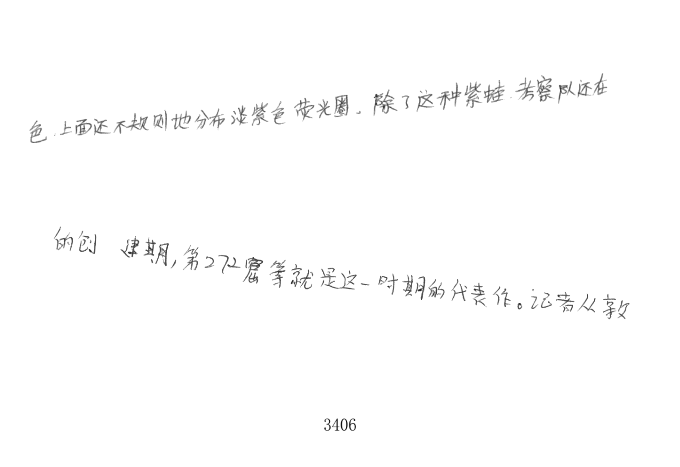 色,上面还不规则地分布淡紫色荧光圈。除了这种紫蛙,考察队还在
的创 建期,第272窟等就是这一时期的代表作。记者从敦
3406